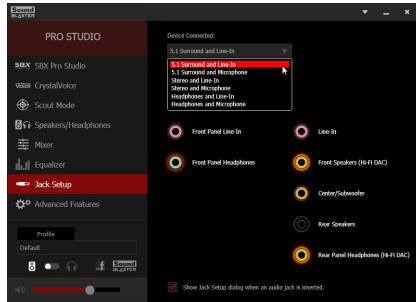 Sound
BLASTER
PRO STUDIO
SBX SBX Pro Studio
CrystalVoice
Scout Mode
Speakers/Headphones
Mixer
Equalizer
Jack Setup
Advanced Features
Profile
Default
Sound
BLASTER
Device Connected:
5.1 Surround and Line-In
5.1 Surround and Line-In
5.1 Surround and Microphone
Stereo and Line-In
Stereo and Microphone
Headphones and Line-In
Headphones and Microphone
Front Panel Line-In
Line-In
Front Panel Headphones
Front Speakers (Hi-Fi DAC)
Center/Subwoofer
Rear Speakers
Rear Panel Headphones (Hi-Fi DAC)
Show Jack Setup dialog when an audio jack is inserted.